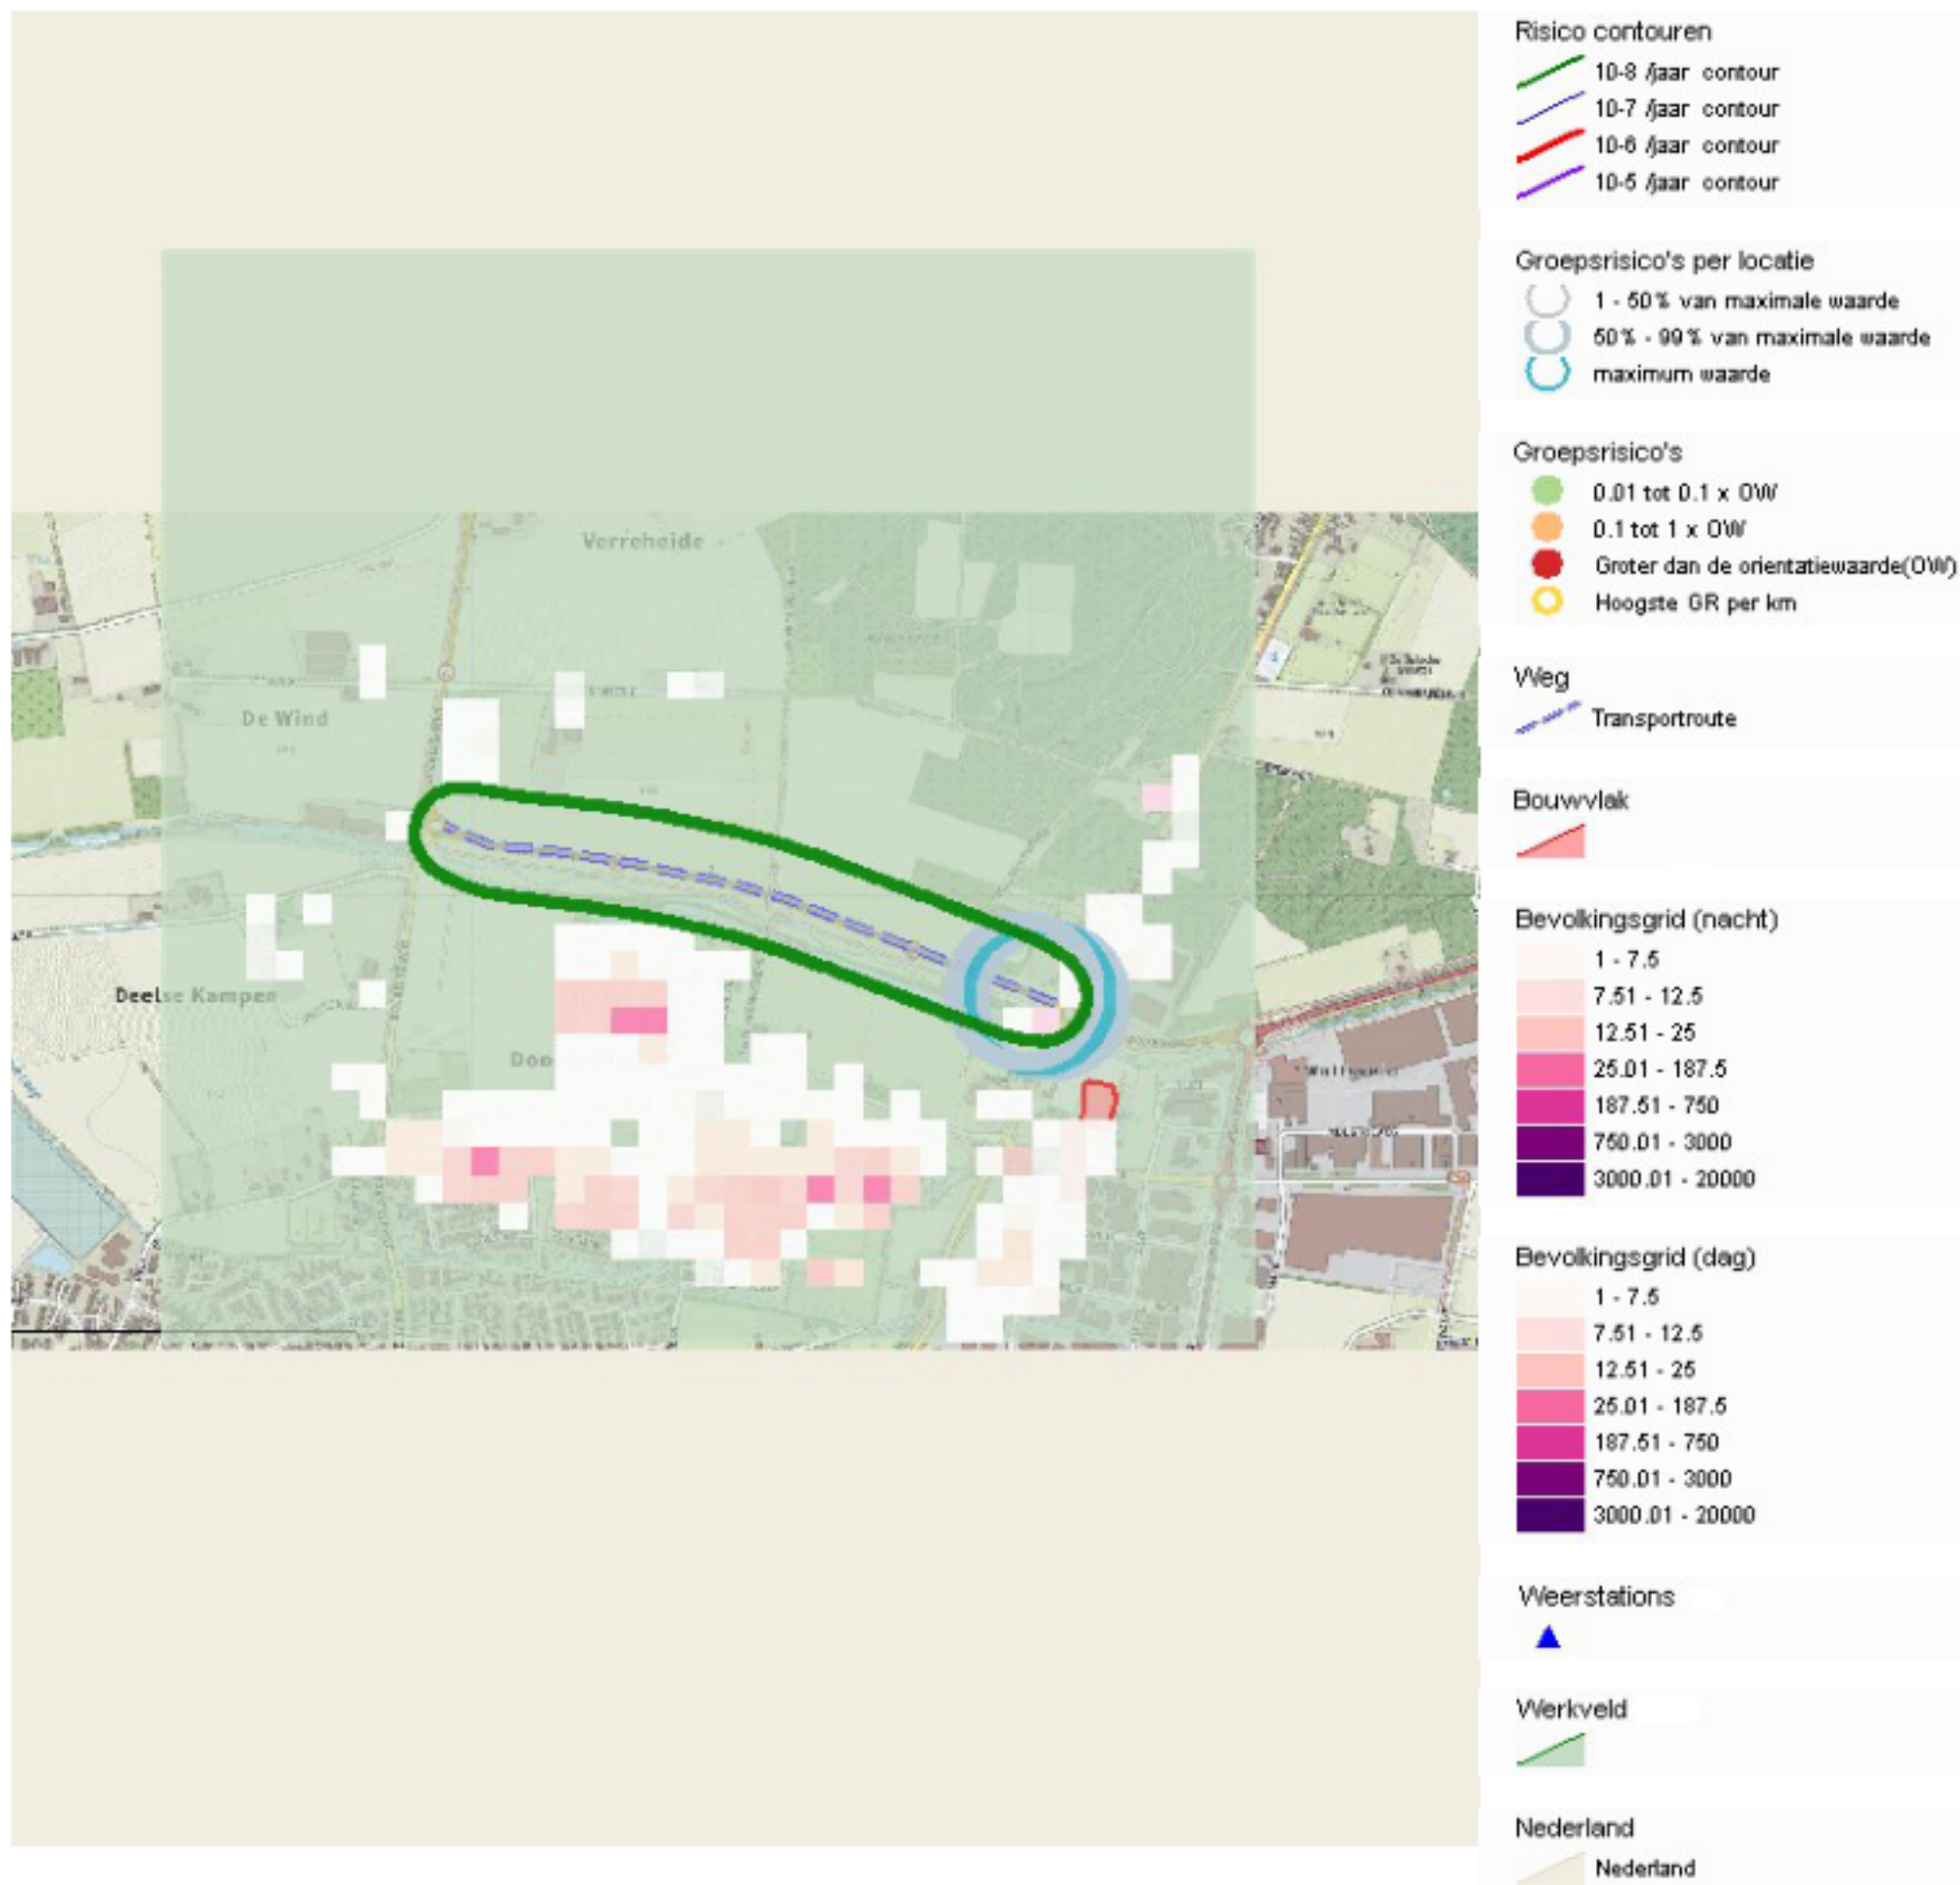 Verreheide
De Wind
Deelse Kampen
Risico contouren
10-8 /jaar contour
10-7 /jaar contour
10-6 /jaar contour
10-5 /jaar contour
Groepsrisico's per locatie
1 - 50% van maximale waarde
50% - 99% van maximale waarde
maximum waarde
Groepsrisico's
0.01 tot 0.1 x OW
0.1 tot 1 x OW
Groter dan de orientatiewaarde(OW)
Hoogste GR per km
Weg
Transportroute
Bouwvlak
Bevolkingsgrid (nacht)
1 - 7.5
7.51 - 12.5
12.51 - 25
25.01 - 187.5
187.51 - 750
750.01 - 3000
3000.01 - 20000
Bevolkingsgrid (dag)
1 - 7.5
7.51 - 12.5
12.51 - 25
25.01 - 187.5
187.51 - 750
750.01 - 3000
3000.01 - 20000
Weerstations
Werkveld
Nederland
Nederland